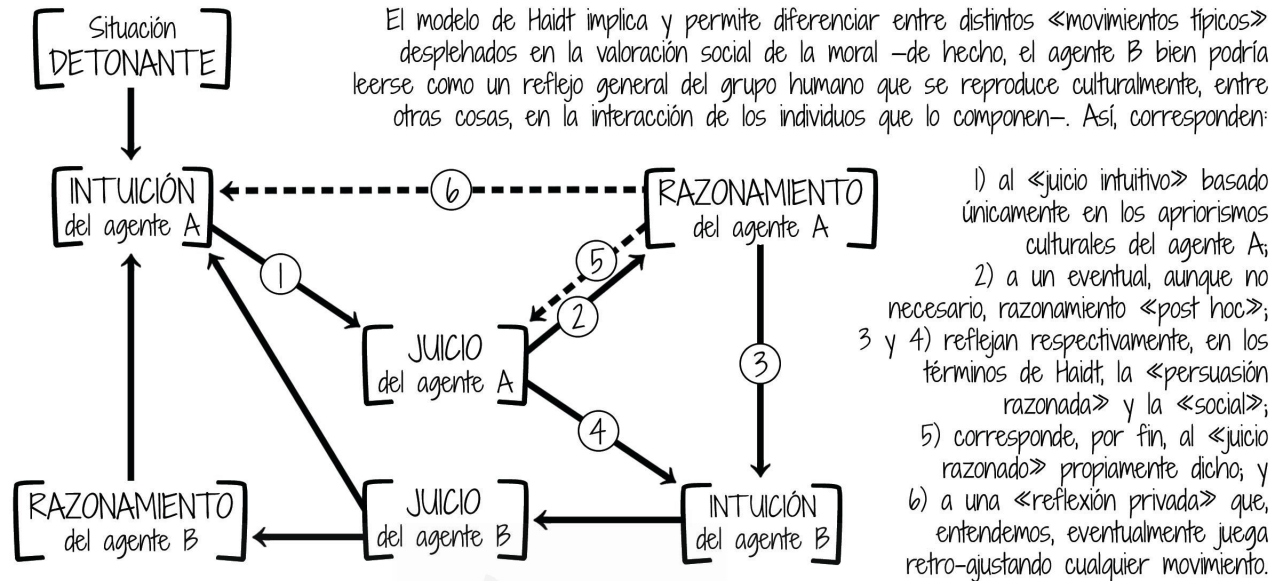 Situación
DETONANTE
El modelo de Haidt implica y permite diferenciar entre distintos «movimientos típicos»
desplehados en la valoración social de la moral –de hecho, el agente B bien podría
leerse como un reflejo general del grupo humano que se reproduce culturalmente, entre
otras cosas, en la interacción de los individuos que lo componen–. Así, corresponden:
INTUICIÓN
del agente A
6
RAZONAMIENTO
del agente A
1
5
2
JUICIO
del agente A
3
4
RAZONAMIENTO
del agente B
JUICIO
del agente B
INTUICIÓN
del agente B
1) al «juicio intuitivo» basado
únicamente en los apriorismos
culturales del agente A;
2) a un eventual, aunque no
necesario, razonamiento «post hoc»;
3 y 4) reflejan respectivamente, en los
términos de Haidt, la «persuasión
razonada» y la «social»;
5) corresponde, por fin, al «juicio
razonado» propiamente dicho; y
6) a una «reflexión privada» que,
entendemos, eventualmente juega
retro-ajustando cualquier movimiento.